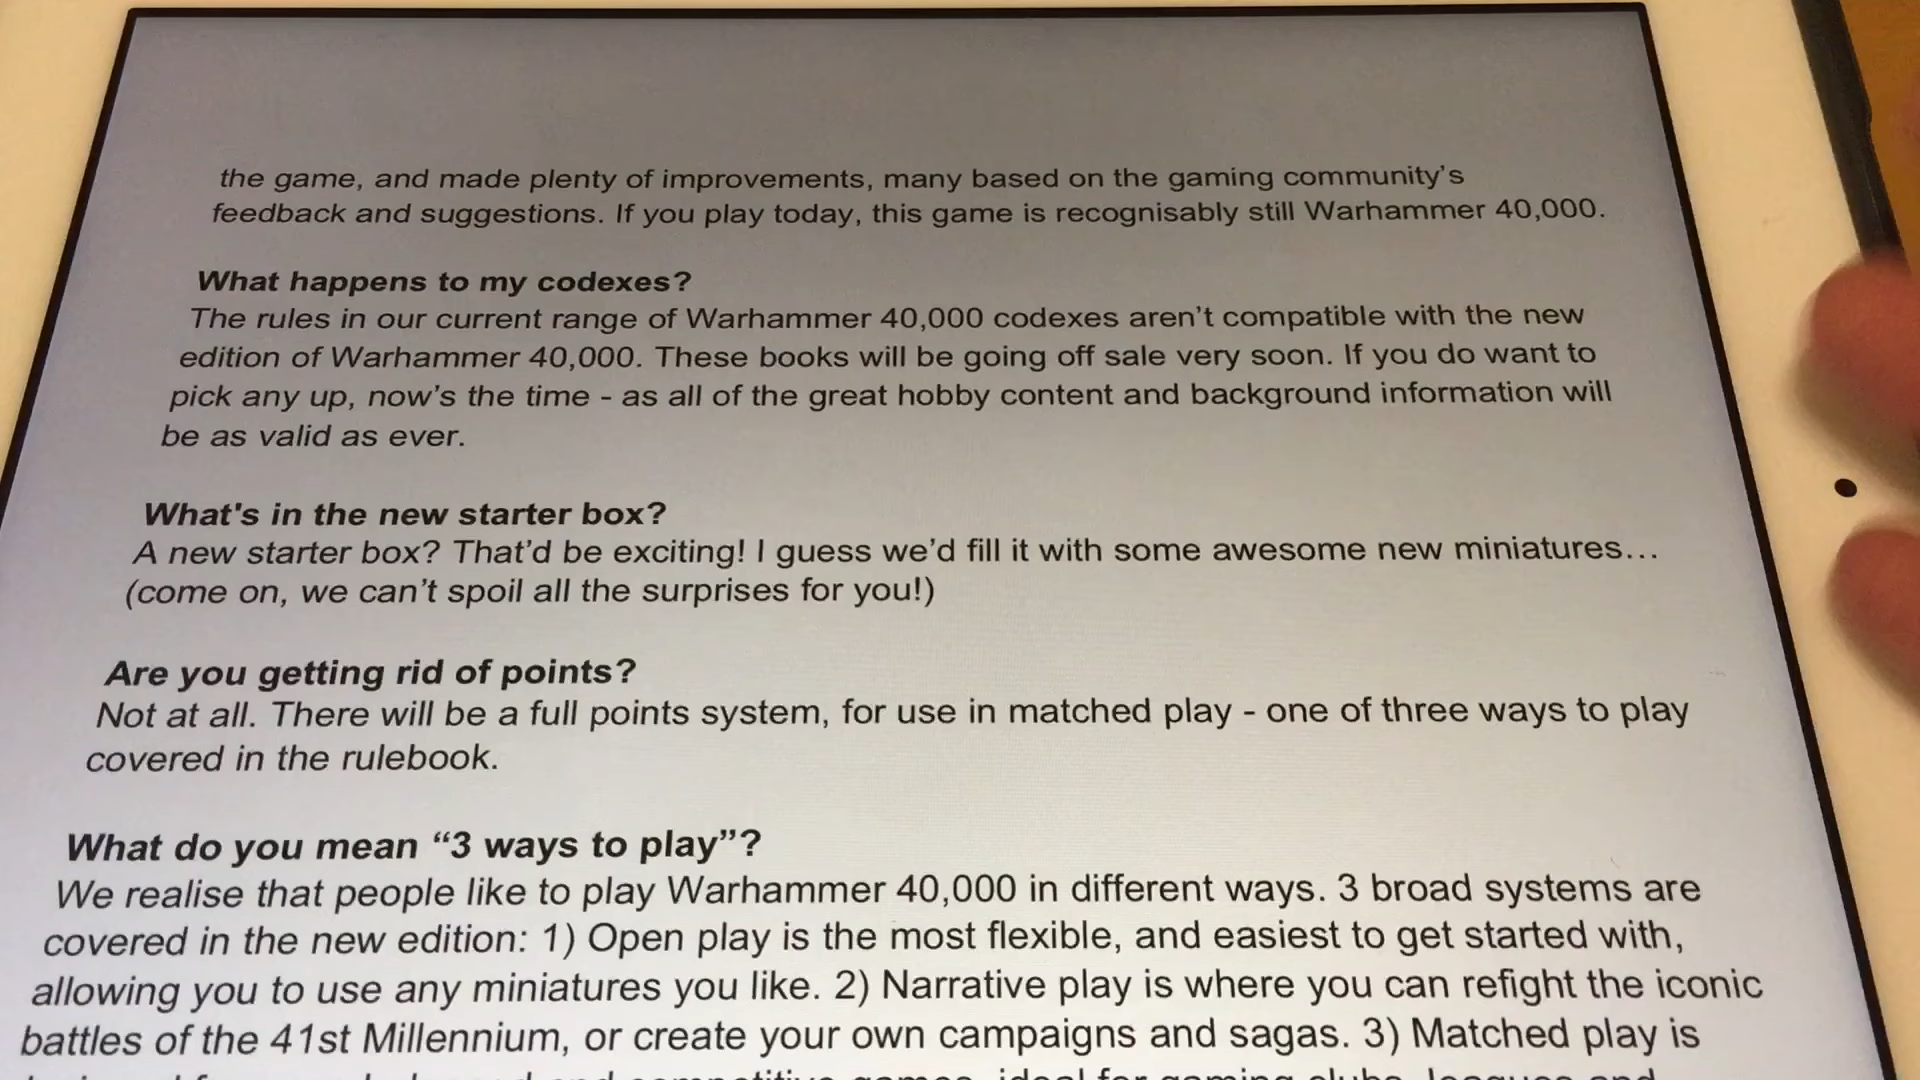 the game, and made plenty of improvements, many based on the gaming community's
feedback and suggestions. If you play today, this game is recognisably still Warhammer 40,000.
What happens to my codexes?
The rules in our current range of Warhammer 40,000 codexes aren't compatible with the new
edition of Warhammer 40,000. These books will be going off sale very soon. If you do want to
pick any up, now's the time - as all of the great hobby content and background information will
be as valid as ever.
What's in the new starter box?
A new starter box? That'd be exciting! I guess we'd fill it with some awesome new miniatures…
(come on, we can't spoil all the surprises for you!)
Are you getting rid of points?
Not at all. There will be a full points system, for use in matched play - one of three ways to play
covered in the rulebook.
What do you mean “3 ways to play”?
We realise that people like to play Warhammer 40,000 in different ways. 3 broad systems are
covered in the new edition: 1) Open play is the most flexible, and easiest to get started with,
allowing you to use any miniatures you like. 2) Narrative play is where you can refight the iconic
battles of the 41st Millennium, or create your own campaigns and sagas. 3) Matched play is
games, ideal for gaming clubs, leagues and